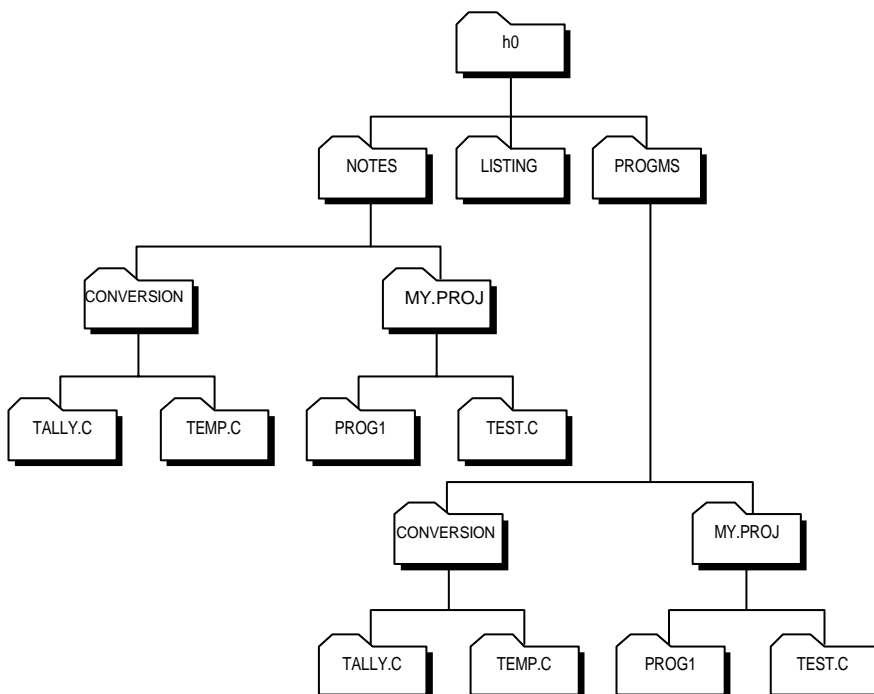 h0
NOTES
LISTING
PROGMS
CONVERSION
MY.PROJ
TALLY.C
TEMP.C
PROG1
TEST.C
CONVERSION
MY.PROJ
TALLY.C
TEMP.C
PROG1
TEST.C